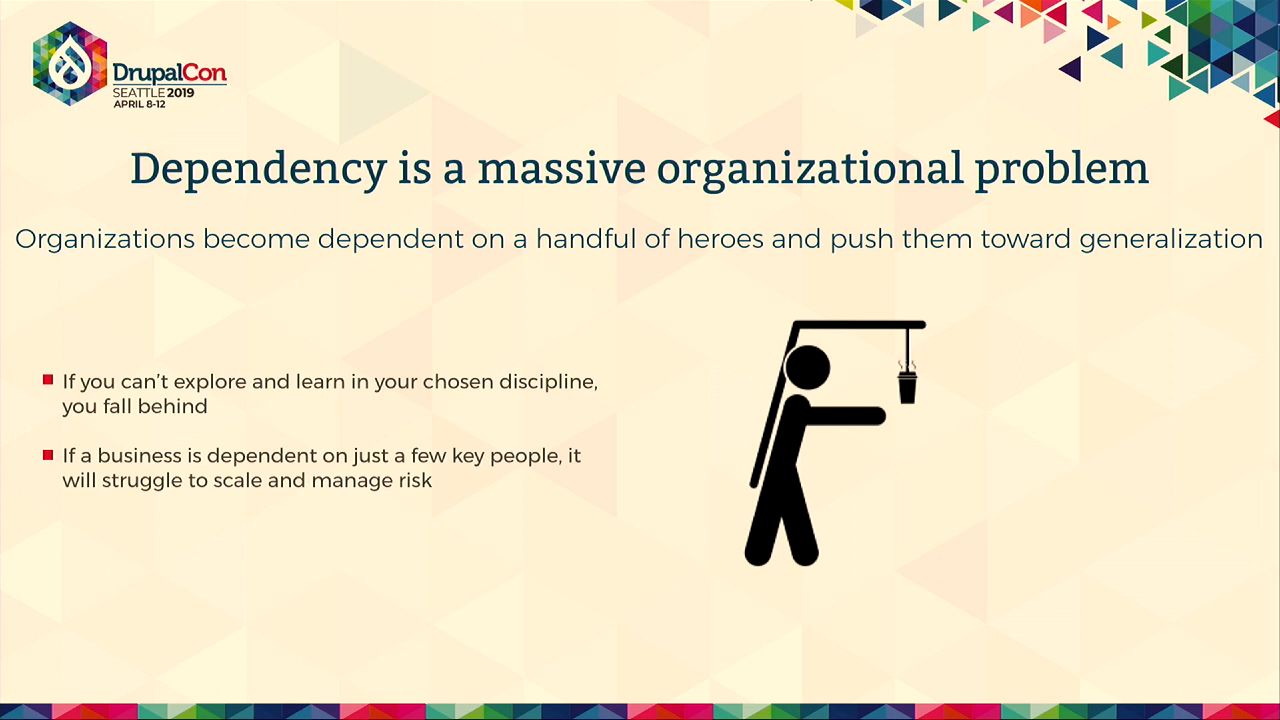 DrupalCon
SEATTLE 2019
APRIL 8-12
Dependency is a massive organizational problem
Organizations become dependent on a handful of heroes and push them toward generalization
If you can’t explore and learn in your chosen discipline,
you fall behind
If a business is dependent on just a few key people, it
will struggle to scale and manage risk